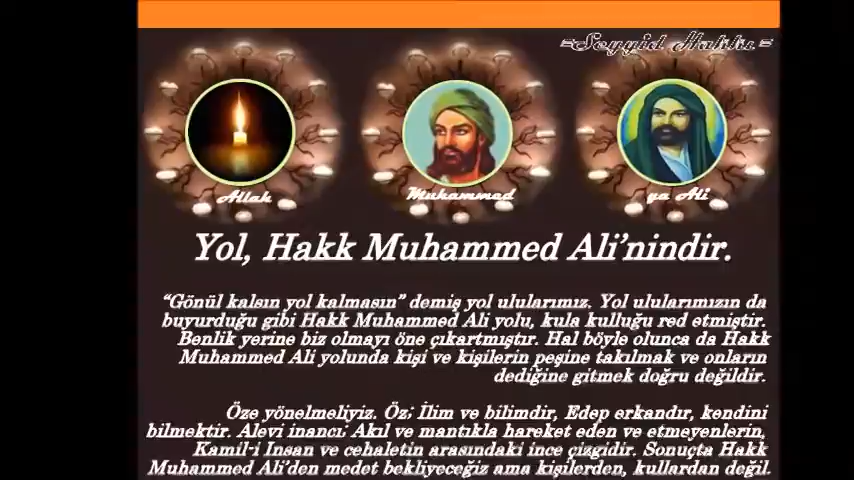 =Seyyid Hakkı=
Allah
Muhammed
ya Ali
Yol, Hakk Muhammed Ali’nindir.
“Gönül kalsın yol kalmasın” demiş yol ulularımız. Yol ulularımızın da
buyurduğu gibi Hakk Muhammed Ali yolu, kula kulluğu red etmiştir.
Benlik yerine biz olmayı öne çıkartmıştır. Hal böyle olunca da Hakk
Muhammed Ali yolunda kişi ve kişilerin peşine takılmak ve onların
dediğine gitmek doğru değildir.
Öze yönelmeliyiz. Öz; İlim ve bilimdir, Edep erkandır, kendini
bilmektir. Alevi inancı; Akıl ve mantıkla hareket eden ve etmeyenlerin,
Kamil-i İnsan ve cehaletin arasındaki ince çizgidir. Sonuçta Hakk
Muhammed Ali’den medet bekliyeceğiz ama kişilerden, kullardan değil.